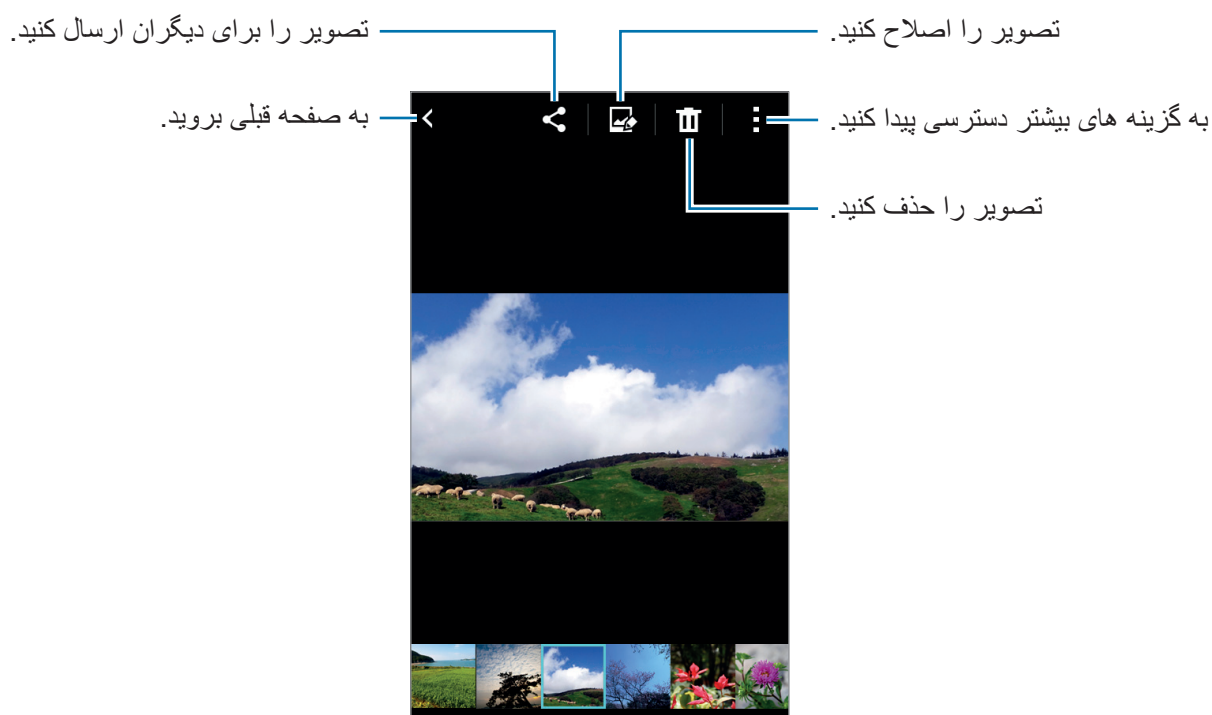 تصویر را اصلاح کنید.
تصویر را برای دیگران ارسال کنید.
به گزینه های بیشتر دسترسی پیدا کنید.
به صفحه قبلی بروید.
تصویر را حذف کنید.